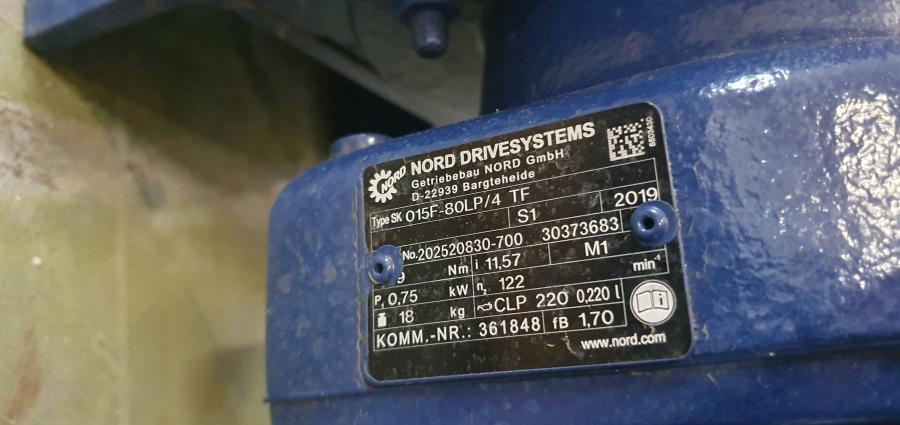 NORD
NORD DRIVESYSTEMS
Getriebebau NORD GmbH
D-22939 Bargteheide
Type SK 015F-80LP/4 TF
S1 2019
No. 202520830-700 30373683
9 Nm i 11,57 M1
P₁ 0,75 kW n₂ 122 min⁻¹
18 kg CLP 220 0,220 l
KOMM.-NR.: 361848 fB 1,70
www.nord.com